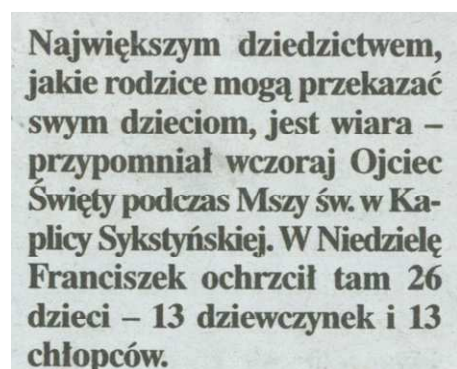 Największym dziedzictwem,
jakie rodzice mogą przekazać
swym dzieciom, jest wiara –
przypomniał wczoraj Ojciec
Święty podczas Mszy św. w Ka-
plicy Sykstyńskiej. W Niedzielę
Franciszek ochrzcił tam 26
dzieci – 13 dziewczynek i 13
chłopców.